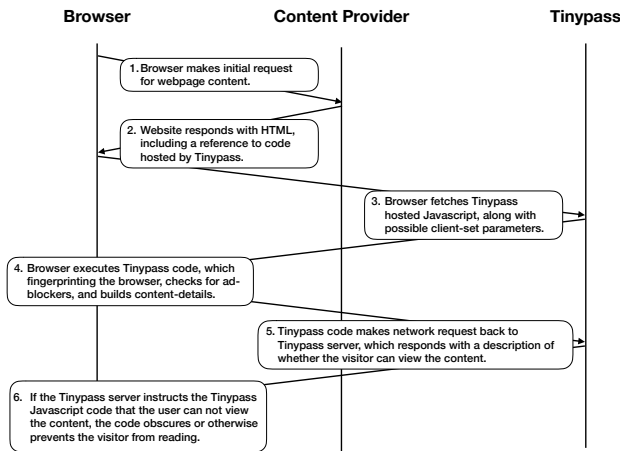 Browser
Content Provider
Tinypass
1. Browser makes initial request
for webpage content.
2. Website responds with HTML,
including a reference to code
hosted by Tinypass.
3. Browser fetches Tinypass
hosted Javascript, along with
possible client-set parameters.
4. Browser executes Tinypass code, which
fingerprinting the browser, checks for ad-
blockers, and builds content-details.
5. Tinypass code makes network request back to
Tinypass server, which responds with a description of
whether the visitor can view the content.
6. If the Tinypass server instructs the Tinypass
Javascript code that the user can not view
the content, the code obscures or otherwise
prevents the visitor from reading.